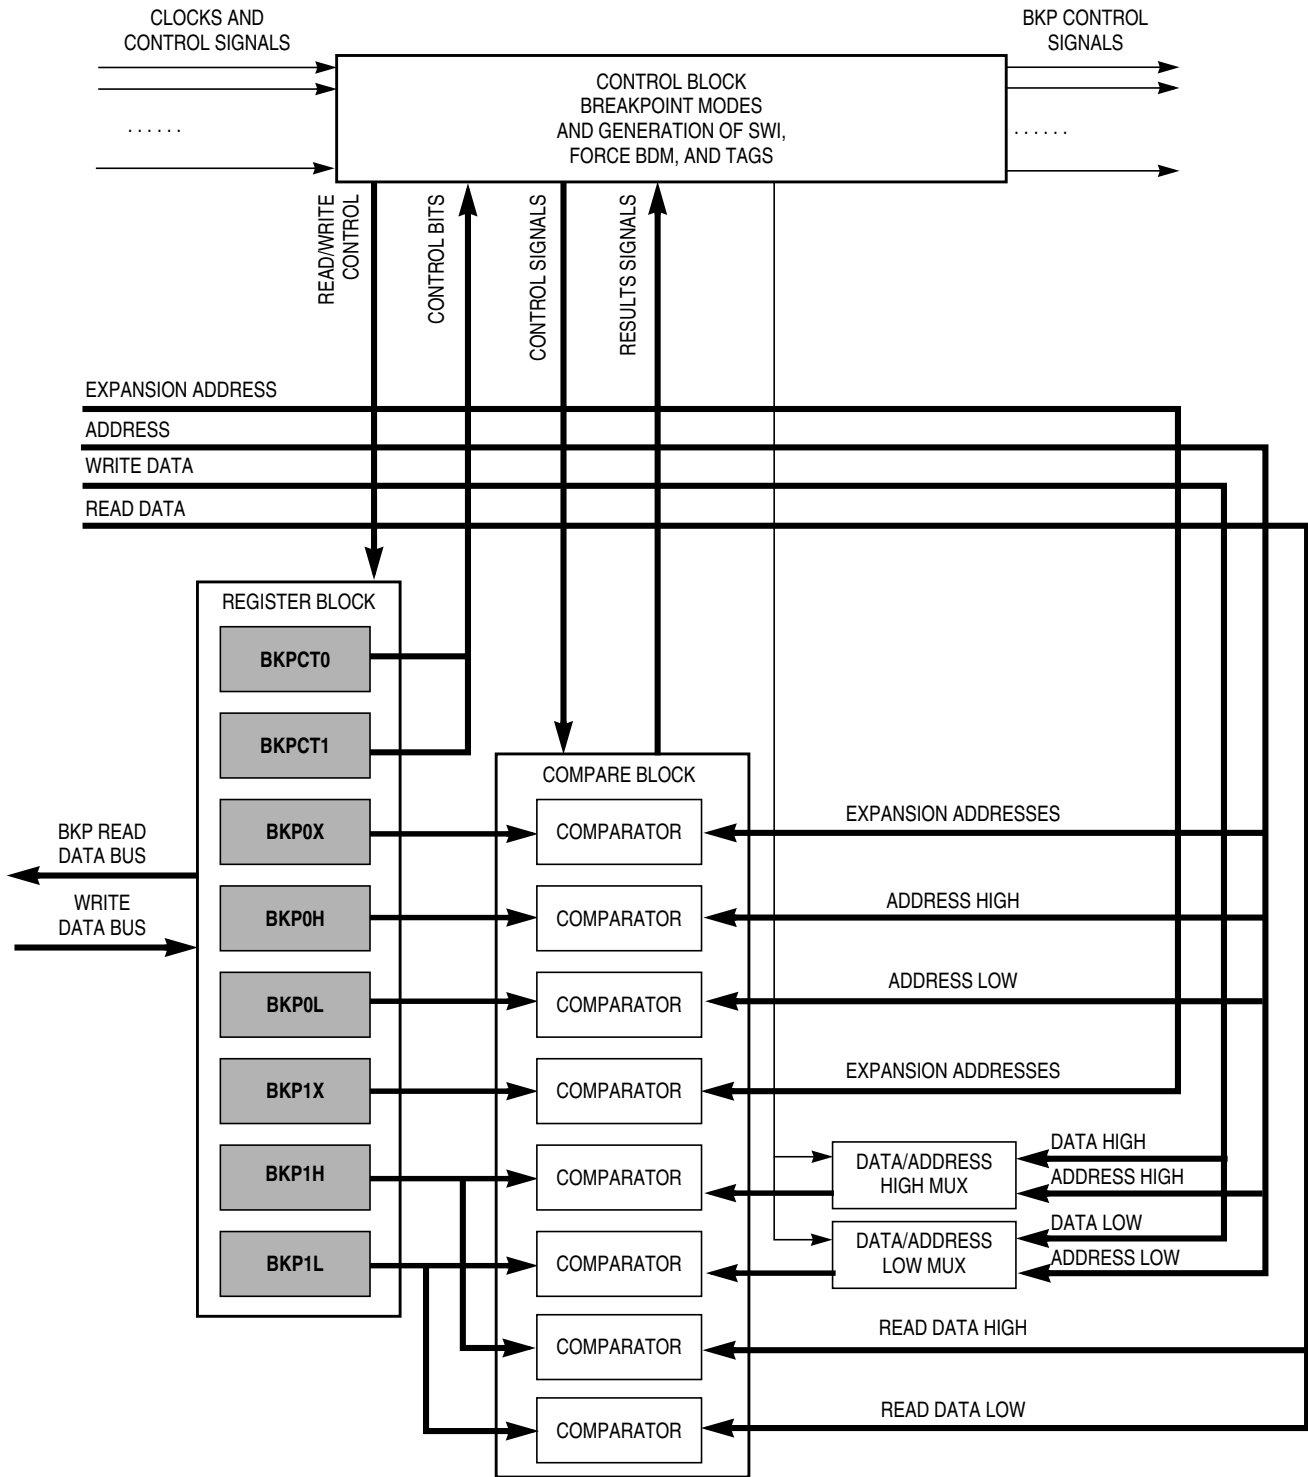 CLOCKS AND
CONTROL SIGNALS
BKP CONTROL
SIGNALS
. . . . . .
CONTROL BLOCK
BREAKPOINT MODES
AND GENERATION OF SWI,
FORCE BDM, AND TAGS
. . . . . .
READ/WRITE
CONTROL
CONTROL BITS
CONTROL SIGNALS
RESULTS SIGNALS
EXPANSION ADDRESS
ADDRESS
WRITE DATA
READ DATA
REGISTER BLOCK
BKPCT0
BKPCT1
BKP0X
BKP0H
BKP0L
BKP1X
BKP1H
BKP1L
BKP READ
DATA BUS
WRITE
DATA BUS
COMPARE BLOCK
COMPARATOR
COMPARATOR
COMPARATOR
COMPARATOR
COMPARATOR
COMPARATOR
COMPARATOR
COMPARATOR
EXPANSION ADDRESSES
ADDRESS HIGH
ADDRESS LOW
EXPANSION ADDRESSES
DATA/ADDRESS
HIGH MUX
DATA HIGH
ADDRESS HIGH
DATA/ADDRESS
LOW MUX
DATA LOW
ADDRESS LOW
READ DATA HIGH
READ DATA LOW